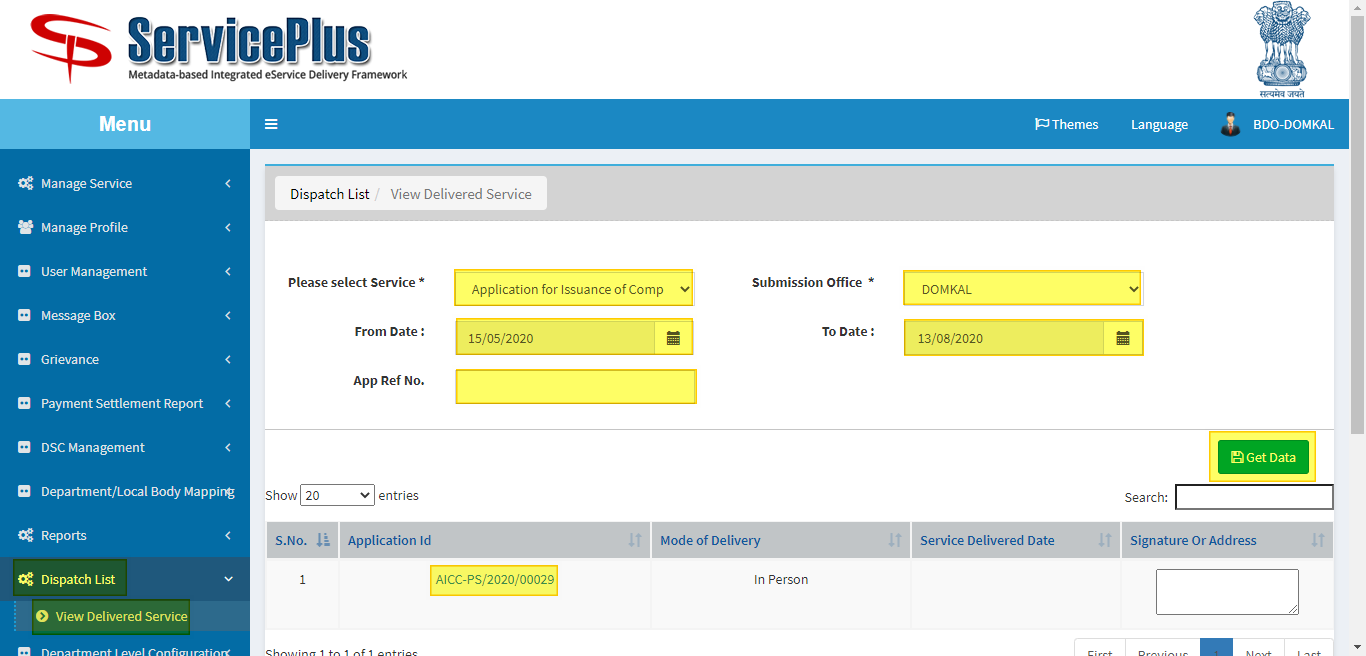 ServicePlus
Metadata-based Integrated eService Delivery Framework
सत्यमेव जयते
Menu
Themes
Language
BDO-DOMKAL
Manage Service
Manage Profile
User Management
Message Box
Grievance
Payment Settlement Report
DSC Management
Department/Local Body Mapping
Reports
Dispatch List
View Delivered Service
Department Level Configuration
Dispatch List / View Delivered Service
Please select Service * Application for Issuance of Comp
Submission Office * DOMKAL
From Date : 15/05/2020
To Date : 13/08/2020
App Ref No.
Get Data
Show 20 entries
Search:
S.No. Application Id Mode of Delivery Service Delivered Date Signature Or Address
1 AICC-PS/2020/00029 In Person
Showing 1 to 1 of 1 entries
First Previous 1 Next Last